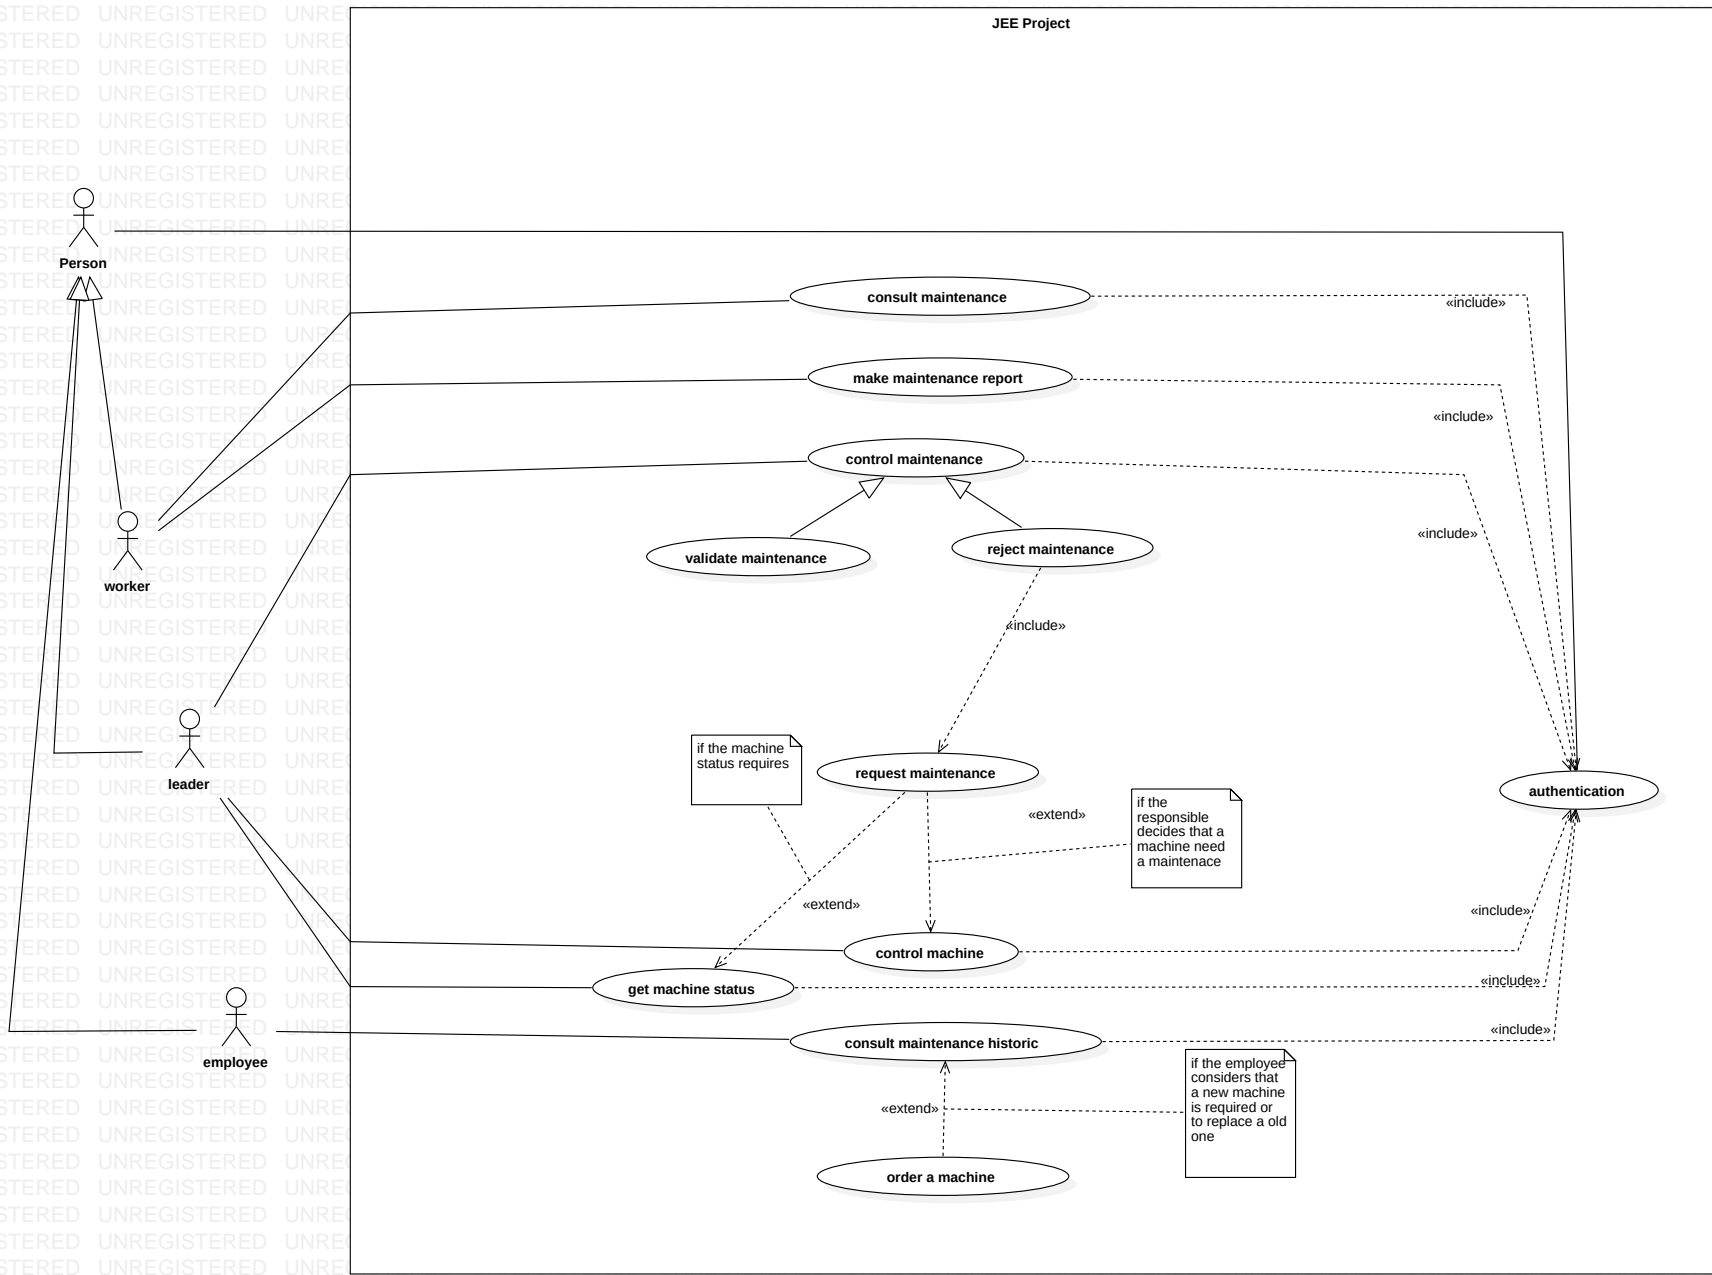 JEE Project
Person
consult maintenance
«include»
make maintenance report
«include»
control maintenance
«include»
validate maintenance
reject maintenance
worker
«include»
if the machine
status requires
request maintenance
leader
authentication
«extend»
if the
responsible
decides that a
machine need
a maintenace
«extend»
«include»
control machine
«include»
get machine status
«include»
consult maintenance historic
employee
if the employee
considers that
a new machine
is required or
to replace a old
one
«extend»
order a machine
UNREGISTERED